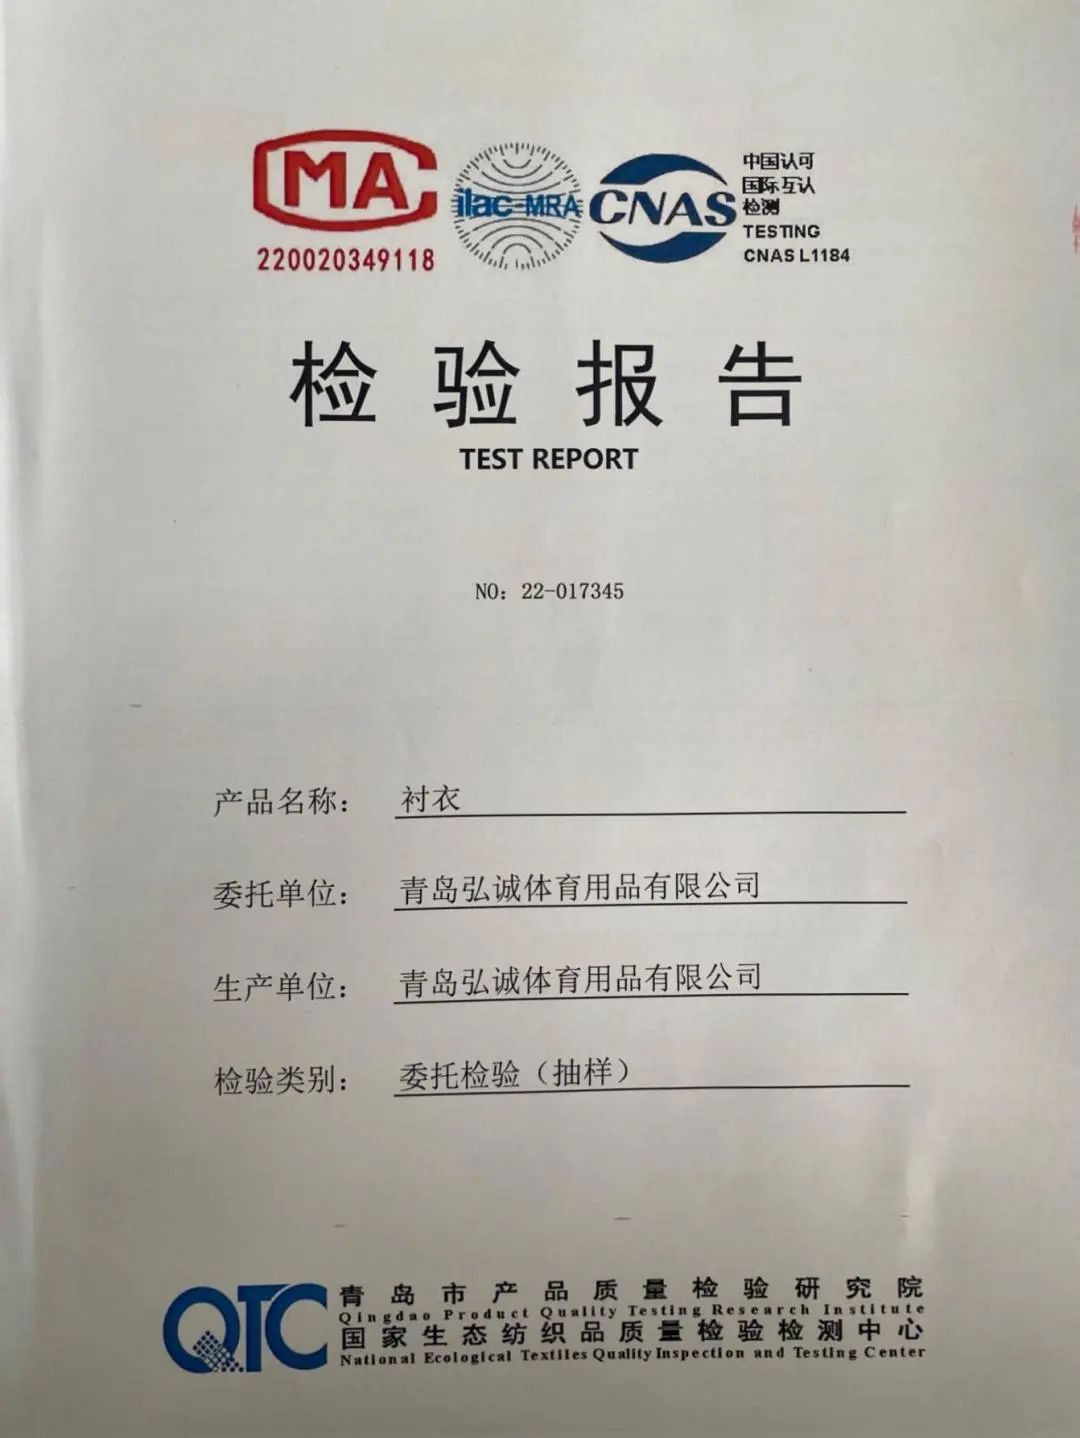 MA
220020349118
ilac-MRA
CNAS
中国认可
国际互认
检测
TESTING
CNAS L1184
检验报告
TEST REPORT
NO: 22-017345
产品名称： 衬衣
委托单位： 青岛弘诚体育用品有限公司
生产单位： 青岛弘诚体育用品有限公司
检验类别： 委托检验（抽样）
QTC
青岛市产品质量检验研究院
Qingdao Product Quality Testing Research Institute
国家生态纺织品质量检验检测中心
National Ecological Textiles Quality Inspection and Testing Center